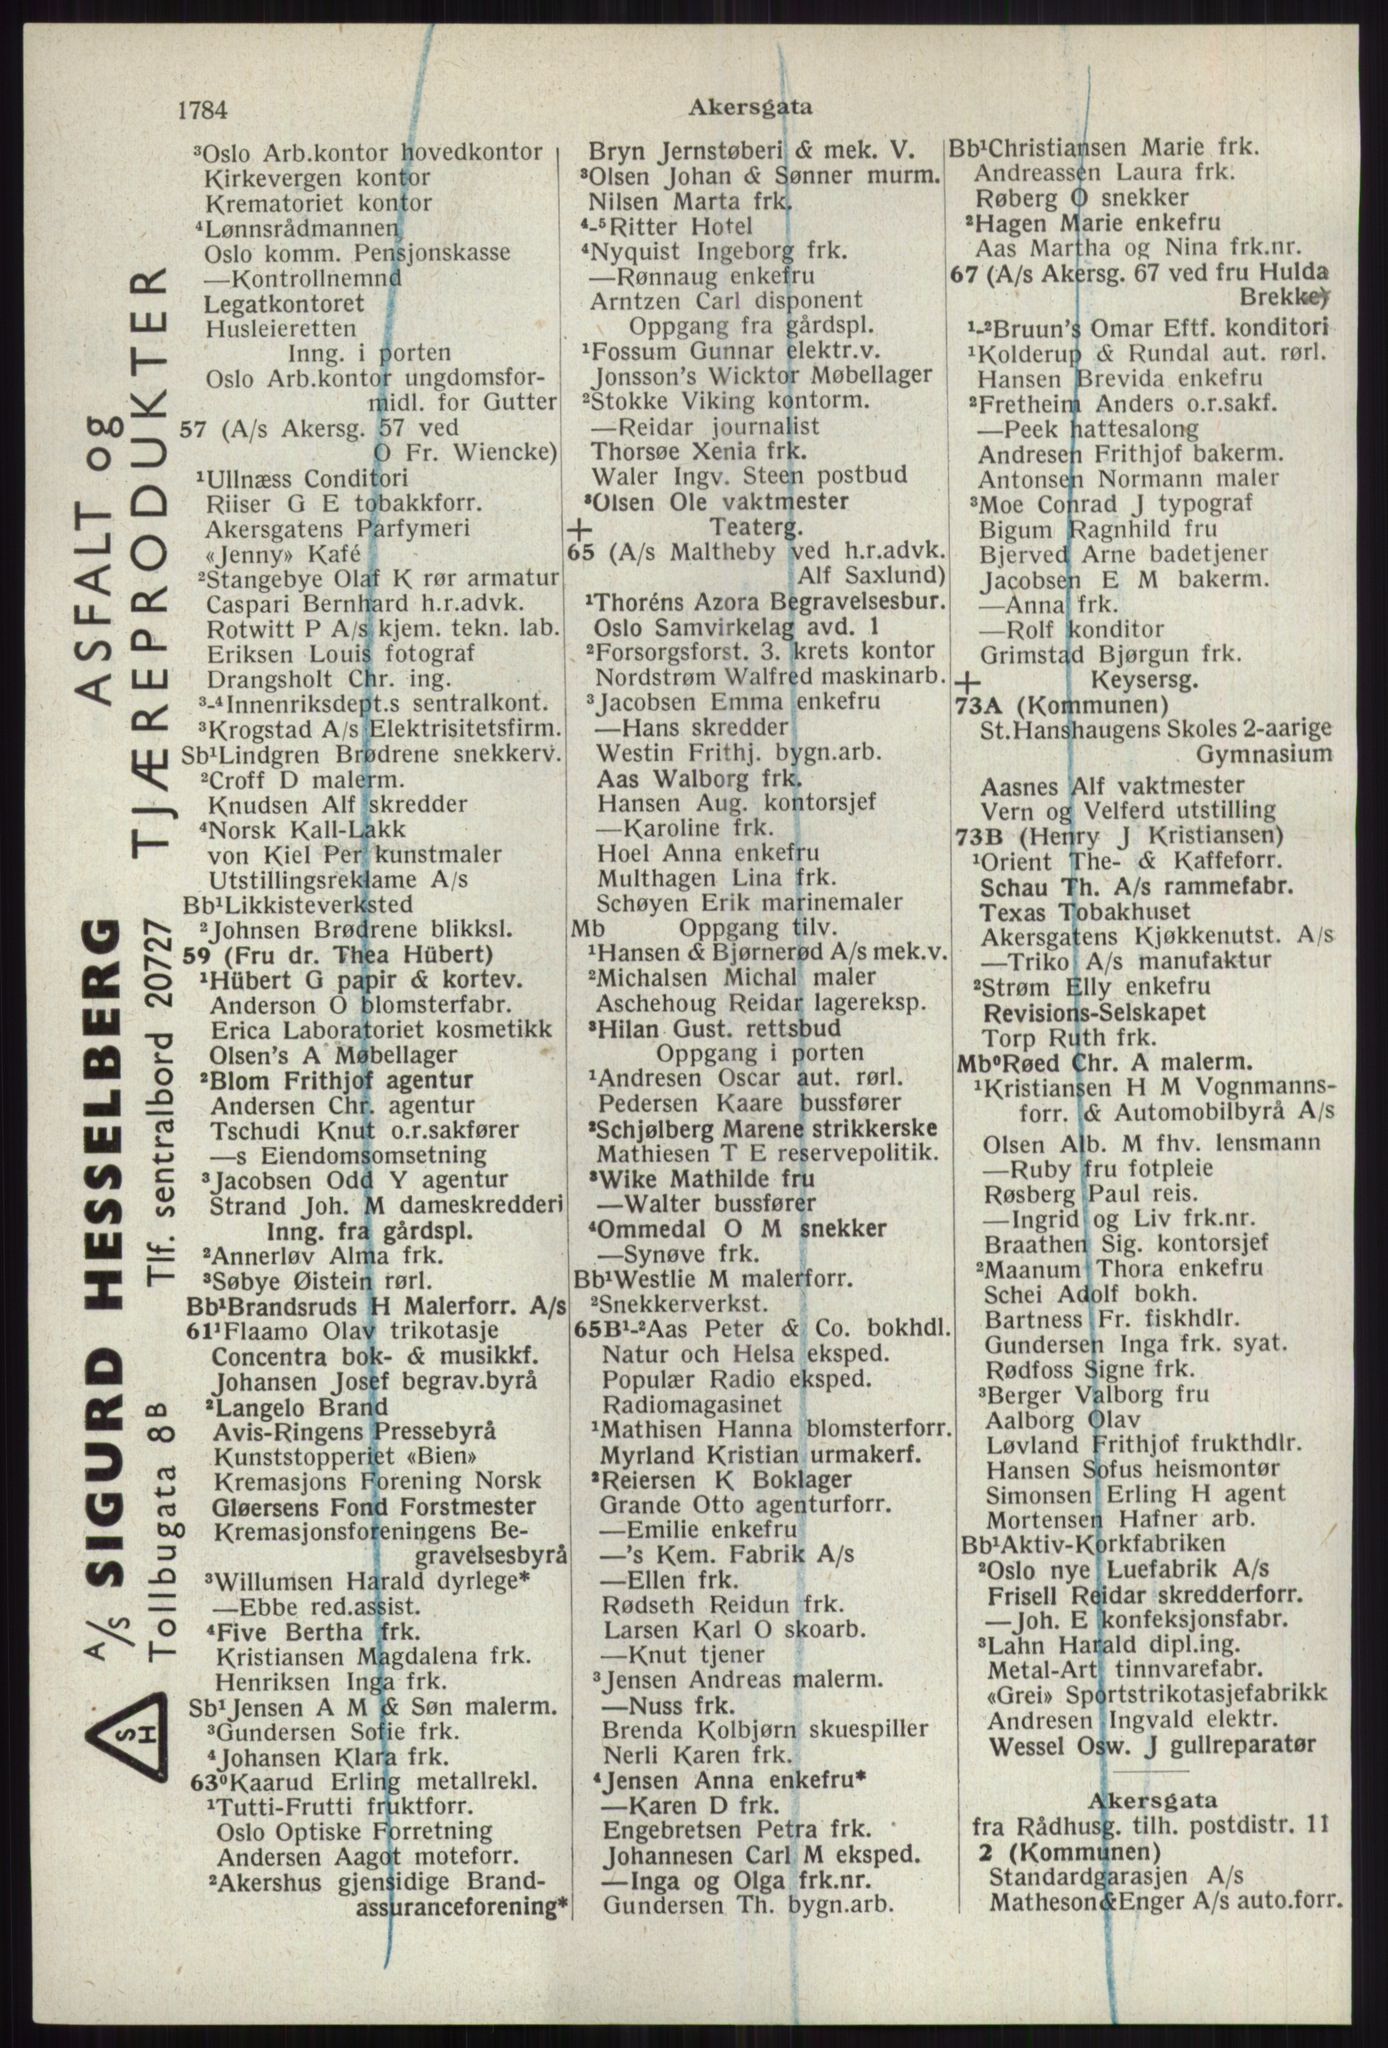 1784
Akersgata
³Oslo Arb.kontor hovedkontor
Kirkevergen kontor
Krematoriet kontor
⁴Lønnsrådmannen
Oslo komm. Pensjonskasse
—Kontrollnemnd
Legatkontoret
Husleieretten
Inng. i porten
Oslo Arb.kontor ungdomsfor-
midl. for Gutter
57 (A/s Akersg. 57 ved
O Fr. Wiencke)
¹Ullnæss Conditori
Riiser G E tobakkforr.
Akersgatens Parfymeri
«Jenny» Kafé
²Stangebye Olaf K rør armatur
Caspari Bernhard h.r.advk.
Rotwitt P A/s kjem. tekn. lab.
Eriksen Louis fotograf
Drangsholt Chr. ing.
³-⁴Innenriksdept.s sentralkont.
³Krogstad A/s Elektrisitetsfirm.
Sb¹Lindgren Brødrene snekkerv.
²Croff D malerm.
Knudsen Alf skredder
⁴Norsk Kall-Lakk
von Kiel Per kunstmaler
Utstillingsreklame A/s
Bb¹Likkisteverksted
²Johnsen Brødrene blikksl.
59 (Fru dr. Thea Hübert)
¹Hübert G papir & kortev.
Anderson O blomsterfabr.
Erica Laboratoriet kosmetikk
Olsen's A Møbellager
²Blom Frithjof agentur
Andersen Chr. agentur
Tschudi Knut o.r.sakfører
—s Eiendomsomsetning
³Jacobsen Odd Y agentur
Strand Joh. M dameskredderi
Inng. fra gårdspl.
²Annerløv Alma frk.
³Søbye Øistein rørl.
Bb¹Brandsruds H Malerforr. A/s
61¹Flaamo Olav trikotasje
Concentra bok- & musikkf.
Johansen Josef begrav.byrå
²Langelo Brand
Avis-Ringens Pressebyrå
Kunststopperiet «Bien»
Kremasjons Forening Norsk
Gløersens Fond Forstmester
Kremasjonsforeningens Be-
gravelsesbyrå
³Willumsen Harald dyrlege*
—Ebbe red.assist.
⁴Five Bertha frk.
Kristiansen Magdalena frk.
Henriksen Inga frk.
Sb¹Jensen A M & Søn malerm.
³Gundersen Sofie frk.
⁴Johansen Klara frk.
63⁰Kaarud Erling metallrekl.
¹Tutti-Frutti fruktforr.
Oslo Optiske Forretning
Andersen Aagot moteforr.
²Akershus gjensidige Brand-
assuranceforening*
Bryn Jernstøberi & mek. V.
³Olsen Johan & Sønner murm.
Nilsen Marta frk.
⁴-⁵Ritter Hotel
⁴Nyquist Ingeborg frk.
—Rønnaug enkefru
Arntzen Carl disponent
Oppgang fra gårdspl.
¹Fossum Gunnar elektr.v.
Jonsson's Wicktor Møbellager
²Stokke Viking kontorm.
—Reidar journalist
Thorsøe Xenia frk.
Waler Ingv. Steen postbud
³Olsen Ole vaktmester
+ Teaterg.
65 (A/s Maltheby ved h.r.advk.
Alf Saxlund)
¹Thoréns Azora Begravelsesbur.
Oslo Samvirkelag avd. 1
²Forsorgsforst. 3. krets kontor
Nordstrøm Walfred maskinarb.
³Jacobsen Emma enkefru
—Hans skredder
Westin Frithj. bygn.arb.
Aas Walborg frk.
Hansen Aug. kontorsjef
—Karoline frk.
Hoel Anna enkefru
Multhagen Lina frk.
Schøyen Erik marinemaler
Mb Oppgang tilv.
¹Hansen & Bjørnerød A/s mek.v.
²Michalsen Michal maler
Aschehoug Reidar lagereksp.
³Hilan Gust. rettsbud
Oppgang i porten
¹Andresen Oscar aut. rørl.
Pedersen Kaare bussfører
²Schjølberg Marene strikkerske
Mathiesen T E reservepolitik.
³Wike Mathilde fru
—Walter bussfører
⁴Ommedal O M snekker
—Synøve frk.
Bb¹Westlie M malerforr.
²Snekkerverkst.
65B¹-²Aas Peter & Co. bokhdl.
Natur och Helsa eksped.
Populær Radio eksped.
Radiomagasinet
¹Mathisen Hanna blomsterforr.
Myrland Kristian urmakerf.
²Reiersen K Boklager
Grande Otto agenturforr.
—Emilie enkefru
—'s Kem. Fabrik A/s
—Ellen frk.
Rødseth Reidun frk.
Larsen Karl O skoarb.
—Knut tjener
³Jensen Andreas malerm.
—Nuss frk.
Brenda Kolbjørn skuespiller
Nerli Karen frk.
⁴Jensen Anna enkefru*
—Karen D frk.
Engebretsen Petra frk.
Johannesen Carl M eksped.
—Inga og Olga frk.nr.
Gundersen Th. bygn.arb.
Bb¹Christiansen Marie frk.
Andreassen Laura frk.
Røberg O snekker
²Hagen Marie enkefru
Aas Martha og Nina frk.nr.
67 (A/s Akersg. 67 ved fru Hulda
Brekke)
¹-²Bruun's Omar Eftf. konditori
¹Kolderup & Rundal aut. rørl.
Hansen Brevida enkefru
²Fretheim Anders o.r.sakf.
—Peek hattesalong
Andresen Frithjof bakerm.
Antonsen Normann maler
³Moe Conrad J typograf
Bigum Ragnhild fru
Bjerved Arne badetjener
Jacobsen E M bakerm.
—Anna frk.
—Rolf konditor
Grimstad Bjørgun frk.
+ Keysersg.
73A (Kommunen)
St.Hanshaugens Skoles 2-aarige
Gymnasium
Aasnes Alf vaktmester
Vern og Velferd utstilling
73B (Henry J Kristiansen)
¹Orient The- & Kaffeforr.
Schau Th. A/s rammefabr.
Texas Tobakhuset
Akersgatens Kjøkkenutst. A/s
—Triko A/s manufaktur
²Strøm Elly enkefru
Revisions-Selskapet
Torp Ruth frk.
Mb⁰Røed Chr. A malerm.
¹Kristiansen H M Vognmanns-
forr. & Automobilbyrå A/s
Olsen Alb. M fhv. lensmann
—Ruby fru fotpleie
Røsberg Paul reis.
—Ingrid og Liv frk.nr.
Braathen Sig. kontorsjef
²Maanum Thora enkefru
Schei Adolf bokh.
Bartness Fr. fiskhdlr.
Gundersen Inga frk. syat.
Rødfoss Signe frk.
³Berger Valborg fru
Aalborg Olav
Løvland Frithjof frukthdlr.
Hansen Sofus heismontør
Simonsen Erling H agent
Mortensen Hafner arb.
Bb¹Aktiv-Korkfabriken
²Oslo nye Luefabrik A/s
Frisell Reidar skredderforr.
—Joh. E konfeksjonsfabr.
³Lahn Harald dipl.ing.
Metal-Art tinnvarefabr.
«Grei» Sportstrikotasjefabrikk
Andresen Ingvald elektr.
Wessel Osw. J gullreparatør
Akersgata
fra Rådhusg. tilh. postdistr. 11
2 (Kommunen)
Standardgarasjen A/s
Matheson&Enger A/s auto.forr.
SH
A/S SIGURD HESSELBERG
Tollbugata 8B Tlf. sentralbord 20727
ASFALT og
TJÆREPRODUKTER